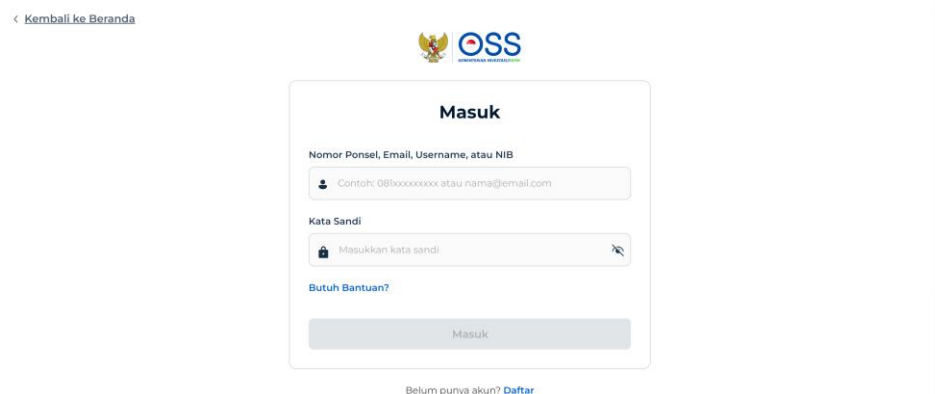 Kembali ke Beranda
OSS
Masuk
Nomor Ponsel, Email, Username, atau NIB
Contoh: 081xxxxxxxxx atau nama@email.com
Kata Sandi
Masukkan kata sandi
Butuh Bantuan?
Masuk
Belum punya akun? Daftar